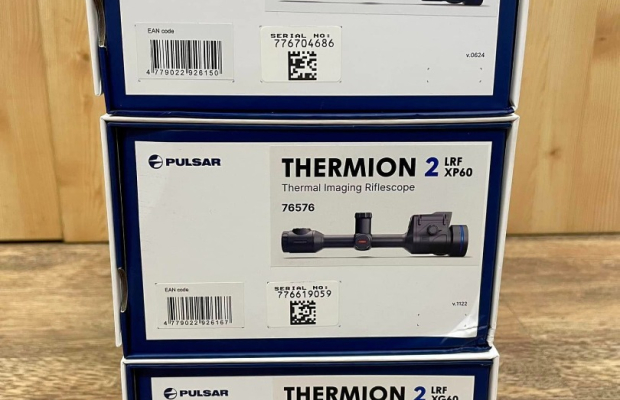 EAN code
4 779022 926150
SERIAL NO:
776704686
v.0624
PULSAR
THERMION 2 LRF XP60
Thermal Imaging Riflescope
76576
EAN code
4 779022 926167
SERIAL NO:
776619059
v.1122
PULSAR
THERMION 2 LRF XG60